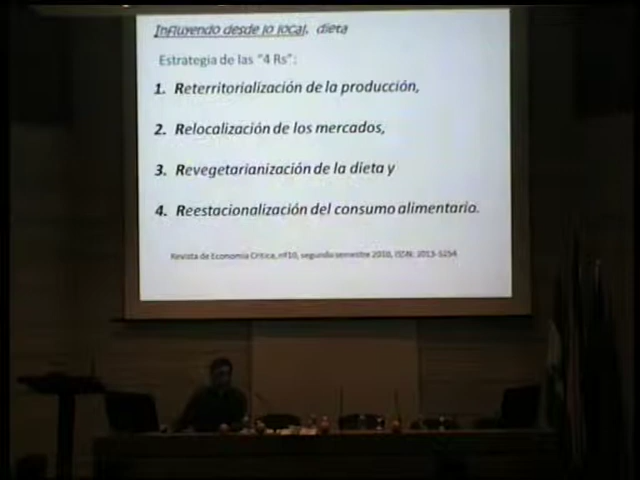 Influyendo desde lo local, dieta
Estrategia de las "4 Rs":
1. Reterritorialización de la producción,
2. Relocalización de los mercados,
3. Revegetarianización de la dieta y
4. Reestacionalización del consumo alimentario.
Revista de Economía Crítica, nº10, segundo semestre 2010, ISSN: 2013-5254